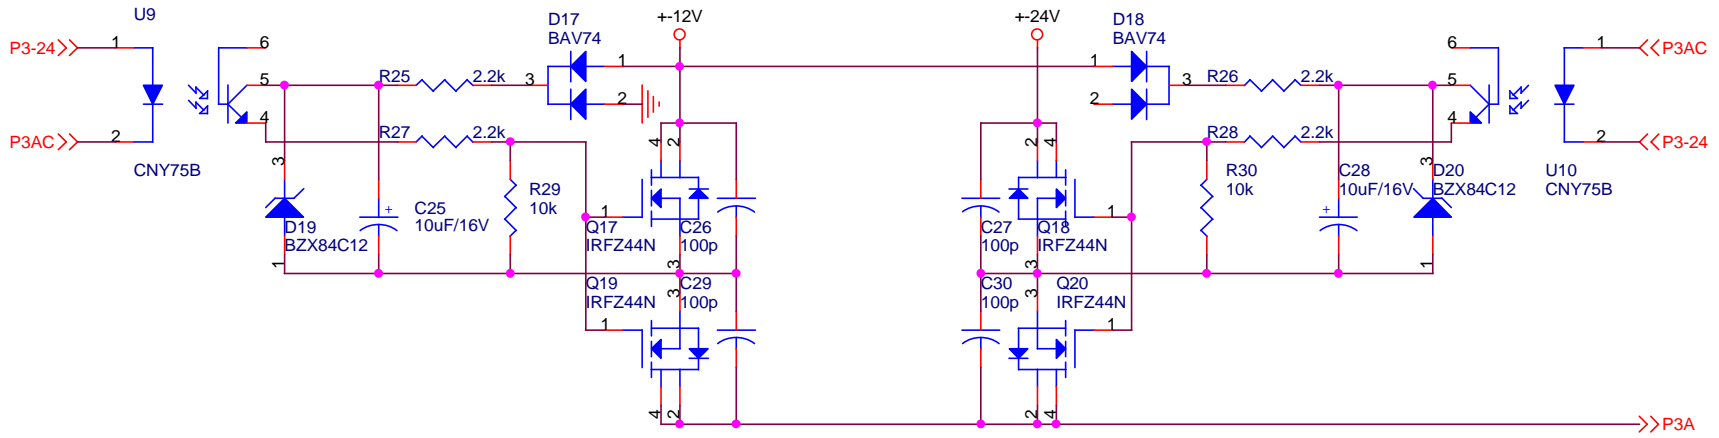 U9
D17
BAV74
+-12V
+-24V
D18
BAV74
P3-24
1
6
1
1
6
1
P3AC
R25
2.2k
3
5
2
2
3
R26
2.2k
5
4
4
P3AC
2
R27
2.2k
4
2
2
4
R28
2.2k
2
P3-24
CNY75B
3
R29
10k
R30
10k
C28
10uF/16V
3
D20
BZX84C12
U10
CNY75B
C25
10uF/16V
1
1
D19
BZX84C12
Q17
IRFZ44N
C26
100p
C27
100p
Q18
IRFZ44N
1
3
3
1
Q19
IRFZ44N
C29
100p
C30
100p
Q20
IRFZ44N
3
3
1
1
4
2
2
4
P3A